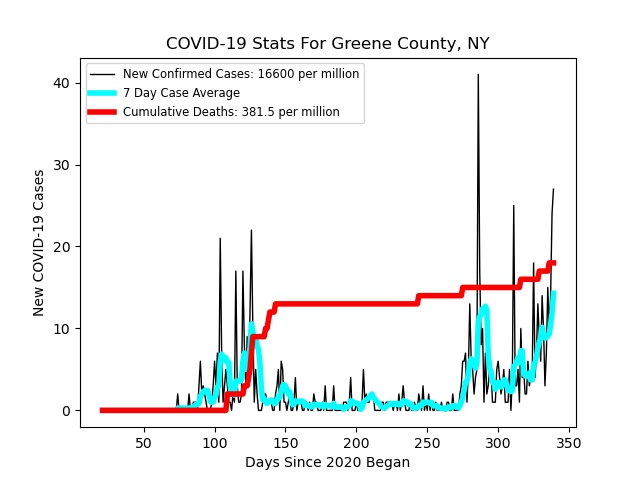 COVID-19 Stats For Greene County, NY
New Confirmed Cases: 16600 per million
7 Day Case Average
Cumulative Deaths: 381.5 per million
New COVID-19 Cases
40
30
20
10
0
50 100 150 200 250 300 350
Days Since 2020 Began